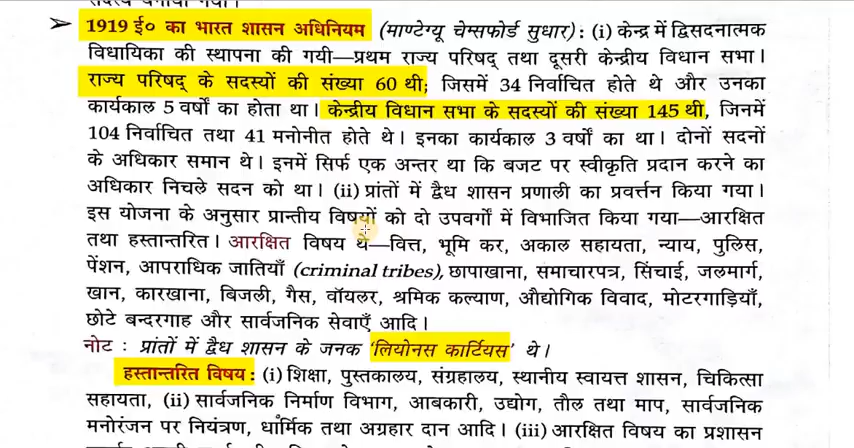 1919 ई० का भारत शासन अधिनियम (माण्टेग्यू चेम्सफोर्ड सुधार) : (i) केन्द्र में द्विसदनात्मक
विधायिका की स्थापना की गयी—प्रथम राज्य परिषद् तथा दूसरी केन्द्रीय विधान सभा।
राज्य परिषद् के सदस्यों की संख्या 60 थी; जिसमें 34 निर्वाचित होते थे और उनका
कार्यकाल 5 वर्षों का होता था। केन्द्रीय विधान सभा के सदस्यों की संख्या 145 थी, जिनमें
104 निर्वाचित तथा 41 मनोनीत होते थे। इनका कार्यकाल 3 वर्षों का था। दोनों सदनों
के अधिकार समान थे। इनमें सिर्फ एक अन्तर था कि बजट पर स्वीकृति प्रदान करने का
अधिकार निचले सदन को था। (ii) प्रांतों में द्वैध शासन प्रणाली का प्रवर्त्तन किया गया।
इस योजना के अनुसार प्रान्तीय विषयों को दो उपवर्गों में विभाजित किया गया—आरक्षित
तथा हस्तान्तरित। आरक्षित विषय थे—वित्त, भूमि कर, अकाल सहायता, न्याय, पुलिस,
पेंशन, आपराधिक जातियाँ (criminal tribes), छापाखाना, समाचारपत्र, सिंचाई, जलमार्ग,
खान, कारखाना, बिजली, गैस, वॉयलर, श्रमिक कल्याण, औद्योगिक विवाद, मोटरगाड़ियाँ,
छोटे बन्दरगाह और सार्वजनिक सेवाएँ आदि।
नोट : प्रांतों में द्वैध शासन के जनक 'लियोनस कार्टियस' थे।
हस्तान्तरित विषय : (i) शिक्षा, पुस्तकालय, संग्रहालय, स्थानीय स्वायत्त शासन, चिकित्सा
सहायता, (ii) सार्वजनिक निर्माण विभाग, आबकारी, उद्योग, तौल तथा माप, सार्वजनिक
मनोरंजन पर नियंत्रण, धार्मिक तथा अग्रहार दान आदि। (iii) आरक्षित विषय का प्रशासन